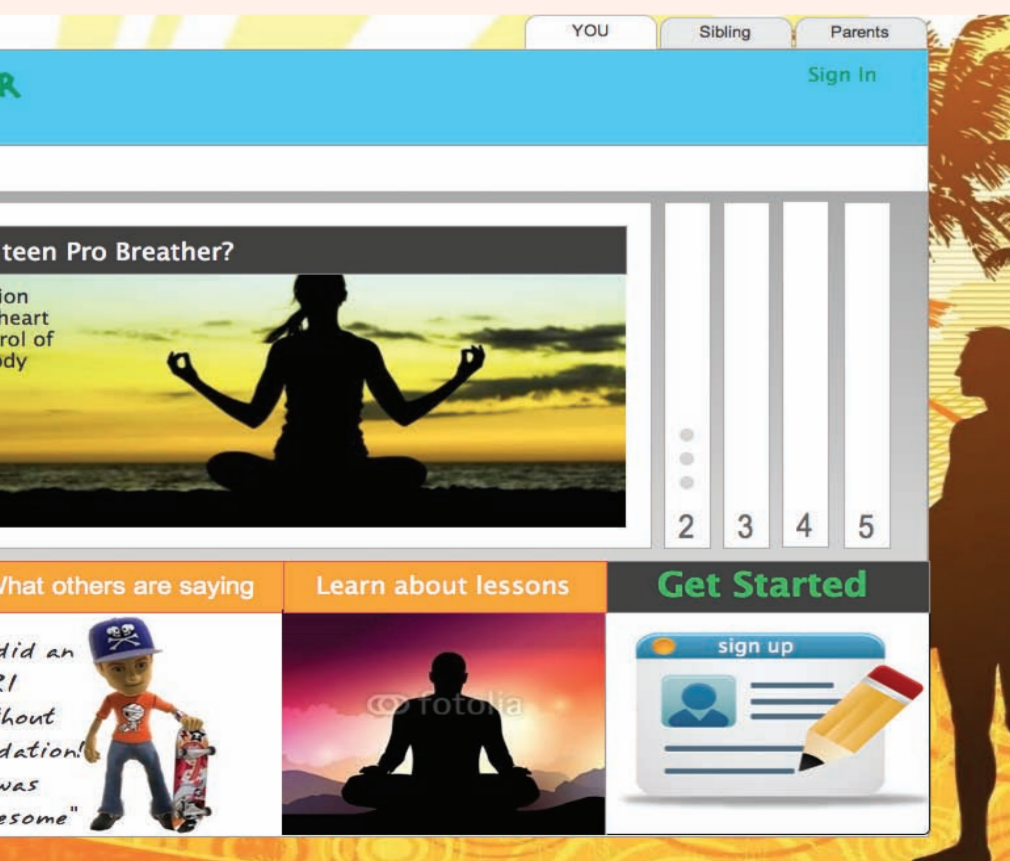 YOU
Sibling
Parents
R
Sign In
teen Pro Breather?
ion
heart
rol of
ody
2
3
4
5
What others are saying
Learn about lessons
Get Started
did an
RI
hout
dation!
was
esome"
fotolia
sign up